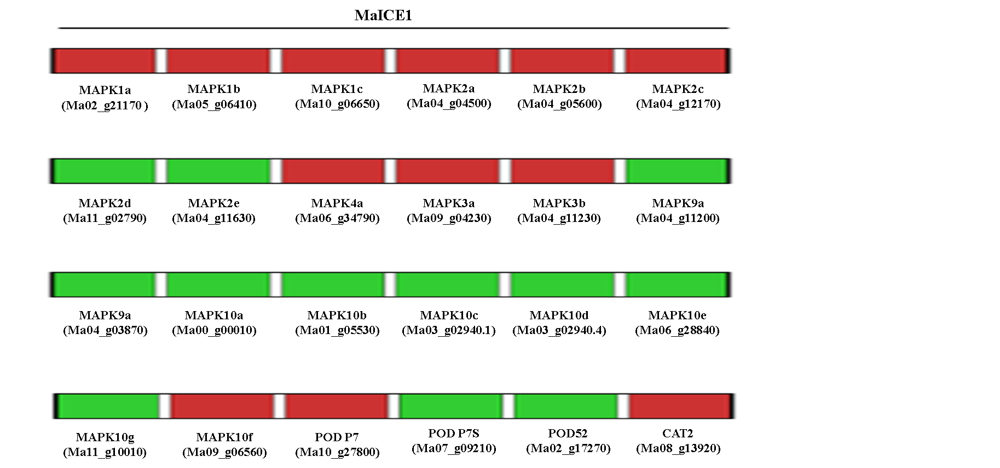 MaICE1
MAPK1a MAPK1b MAPK1c MAPK2a MAPK2b MAPK2c
(Ma02_g21170 ) (Ma05_g06410) (Ma10_g06650) (Ma04_g04500) (Ma04_g05600) (Ma04_g12170)
MAPK2d MAPK2e MAPK4a MAPK3a MAPK3b MAPK9a
(Ma11_g02790) (Ma04_g11630) (Ma06_g34790) (Ma09_g04230) (Ma04_g11230) (Ma04_g11200)
MAPK9a MAPK10a MAPK10b MAPK10c MAPK10d MAPK10e
(Ma04_g03870) (Ma00_g00010) (Ma01_g05530) (Ma03_g02940.1) (Ma03_g02940.4) (Ma06_g28840)
MAPK10g MAPK10f POD P7 POD P7S POD52 CAT2
(Ma11_g10010) (Ma09_g06560) (Ma10_g27800) (Ma07_g09210) (Ma02_g17270) (Ma08_g13920)